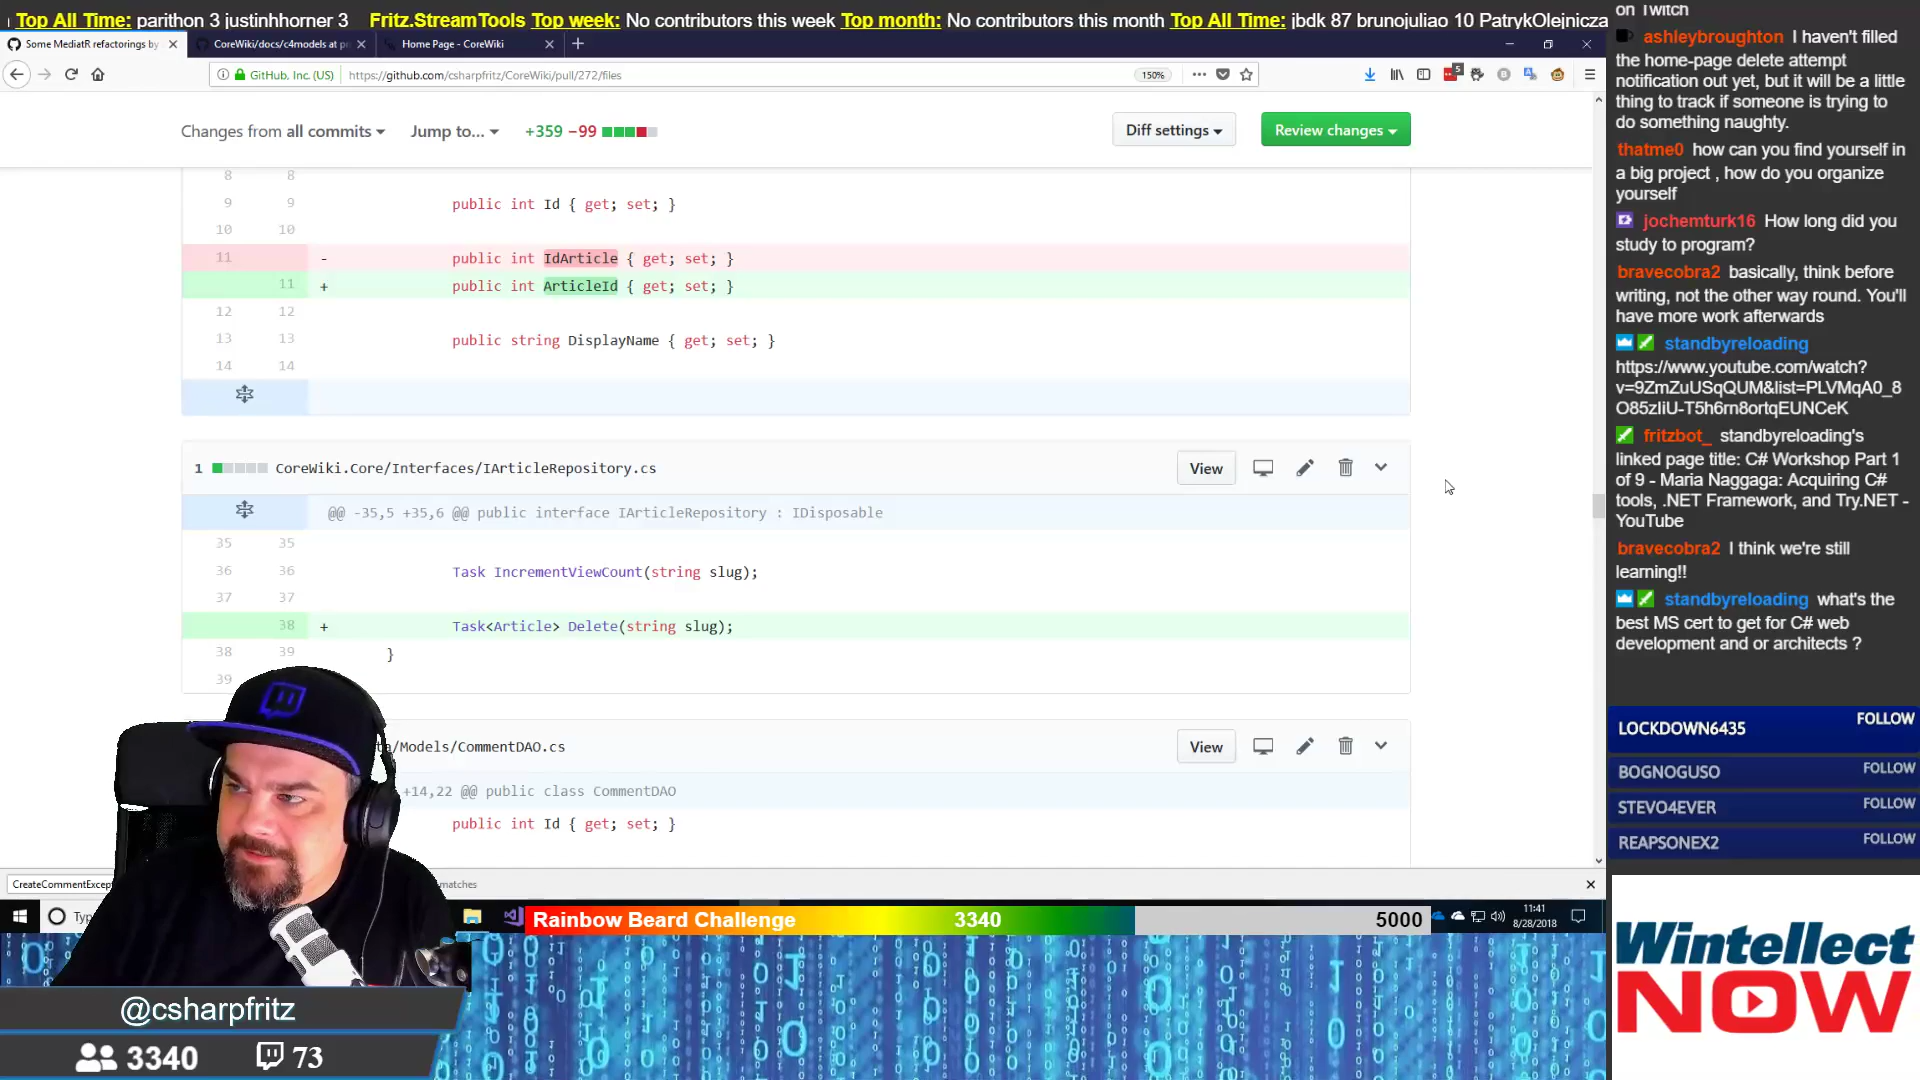 Top All Time: parithon 3 justinhhorner 3 Fritz.StreamTools Top week: No contributors this week Top month: No contributors this month Top All Time: jbdk 87 brunojuliao 10 PatrykOlejnicza
Some MediatR refactorings by
CoreWiki/docs/c4models at pr
Home Page - CoreWiki
GitHub, Inc. (US)
https://github.com/csharpfritz/CoreWiki/pull/272/files
150%
5
Changes from all commits
Jump to...
+359 −99
Diff settings
Review changes
8 8
9 9 public int Id { get; set; }
10 10
11 - public int IdArticle { get; set; }
11 + public int ArticleId { get; set; }
12 12
13 13 public string DisplayName { get; set; }
14 14
1 CoreWiki.Core/Interfaces/IArticleRepository.cs
View
@@ -35,5 +35,6 @@ public interface IArticleRepository : IDisposable
35 35
36 36 Task IncrementViewCount(string slug);
37 37
38 + Task<Article> Delete(string slug);
38 39 }
39
/Models/CommentDAO.cs
View
+14,22 @@ public class CommentDAO
public int Id { get; set; }
CreateCommentExcep
matches
Rainbow Beard Challenge 3340 5000
11:41
8/28/2018
@csharpfritz
3340 73
on Twitch
ashleybroughton I haven't filled
the home-page delete attempt
notification out yet, but it will be a little
thing to track if someone is trying to
do something naughty.
thatme0 how can you find yourself in
a big project , how do you organize
yourself
jochemturk16 How long did you
study to program?
bravecobra2 basically, think before
writing, not the other way round. You'll
have more work afterwards
standbyreloading
https://www.youtube.com/watch?
v=9ZmZuUSqQUM&list=PLVMqA0_8
O85zIiU-T5h6rn8ortqEUNCeK
fritzbot_ standbyreloading's
linked page title: C# Workshop Part 1
of 9 - Maria Naggaga: Acquiring C#
tools, .NET Framework, and Try.NET -
YouTube
bravecobra2 I think we're still
learning!!
standbyreloading what's the
best MS cert to get for C# web
development and or architects ?
LOCKDOWN6435 FOLLOW
BOGNOGUSO FOLLOW
STEVO4EVER FOLLOW
REAPSONEX2 FOLLOW
Wintellect
NOW